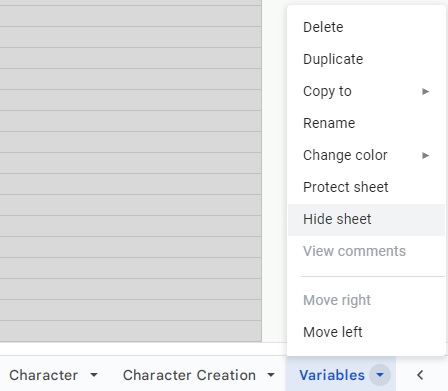 Delete
Duplicate
Copy to
Rename
Change color
Protect sheet
Hide sheet
View comments
Move right
Move left
Character Character Creation Variables